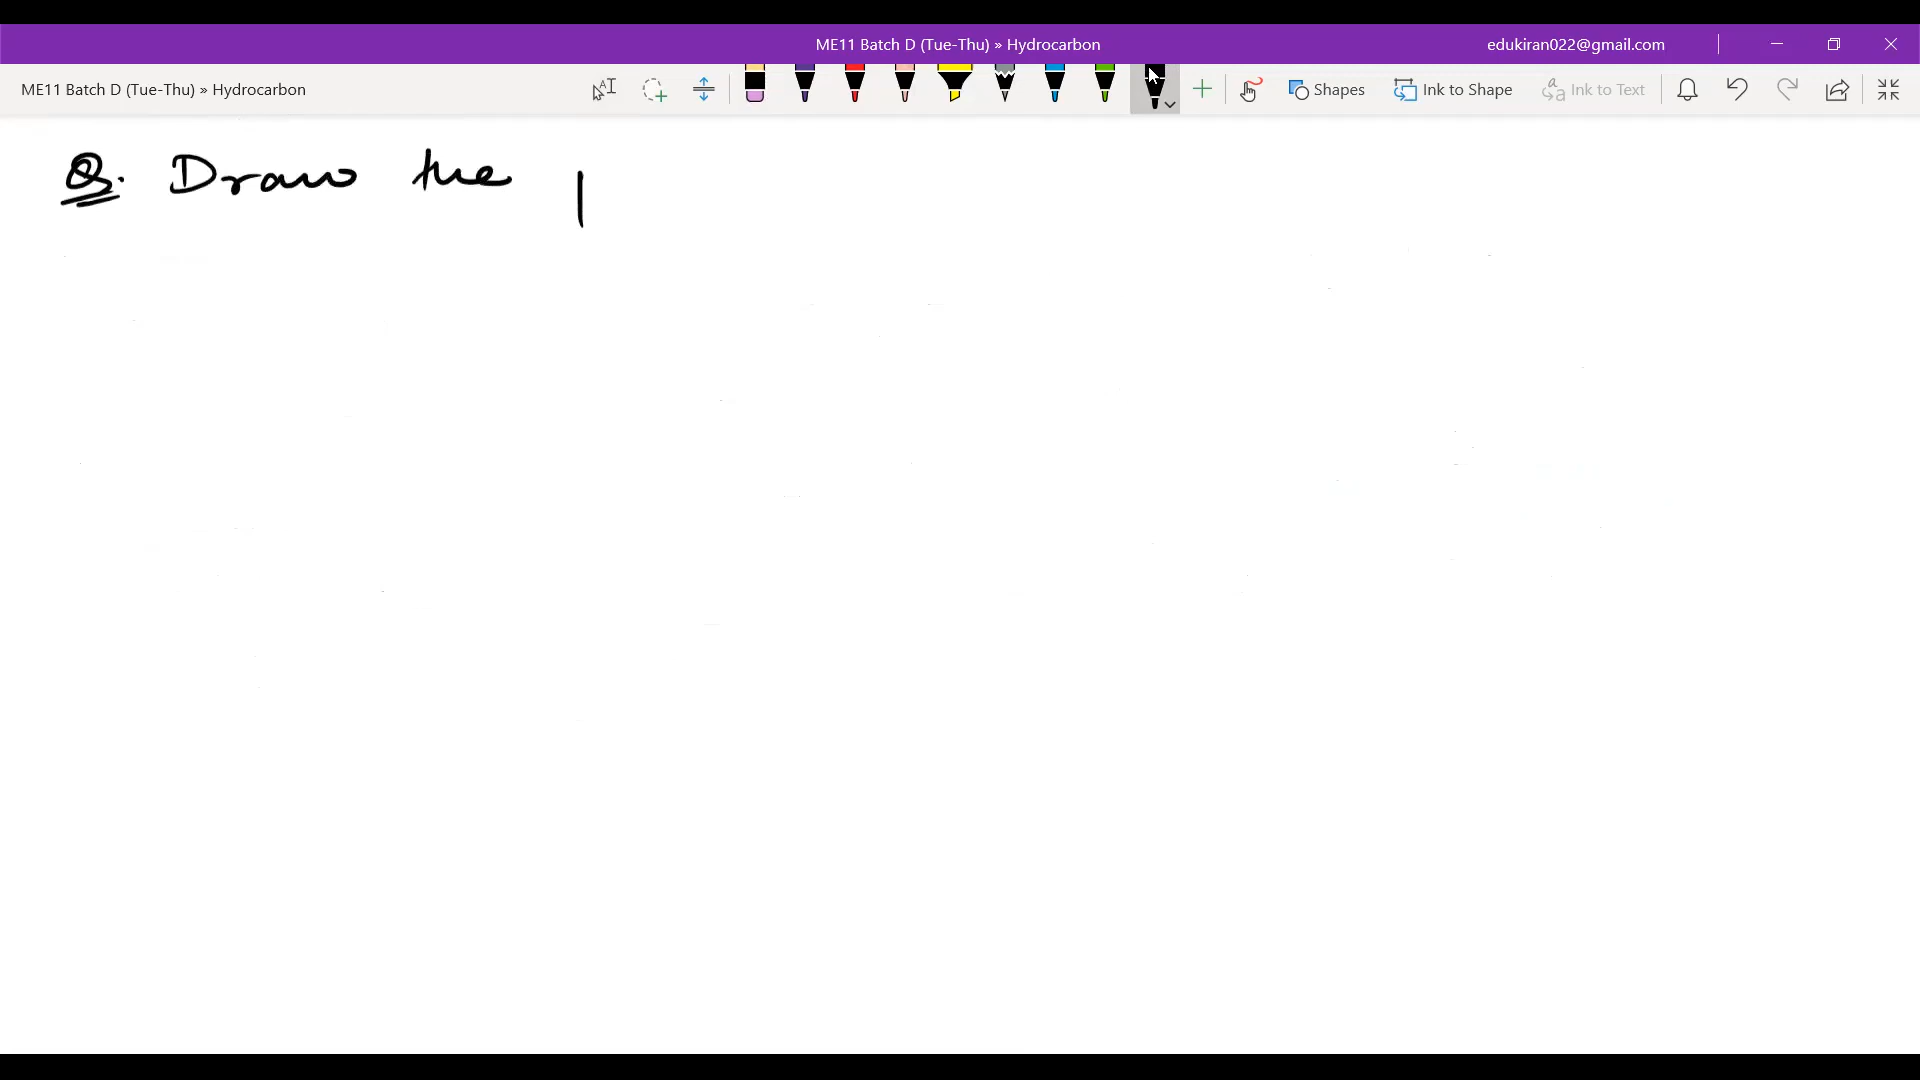 ME11 Batch D (Tue-Thu) » Hydrocarbon edukiran022@gmail.com
ME11 Batch D (Tue-Thu) » Hydrocarbon Shapes Ink to Shape Ink to Text
Q. Draw the